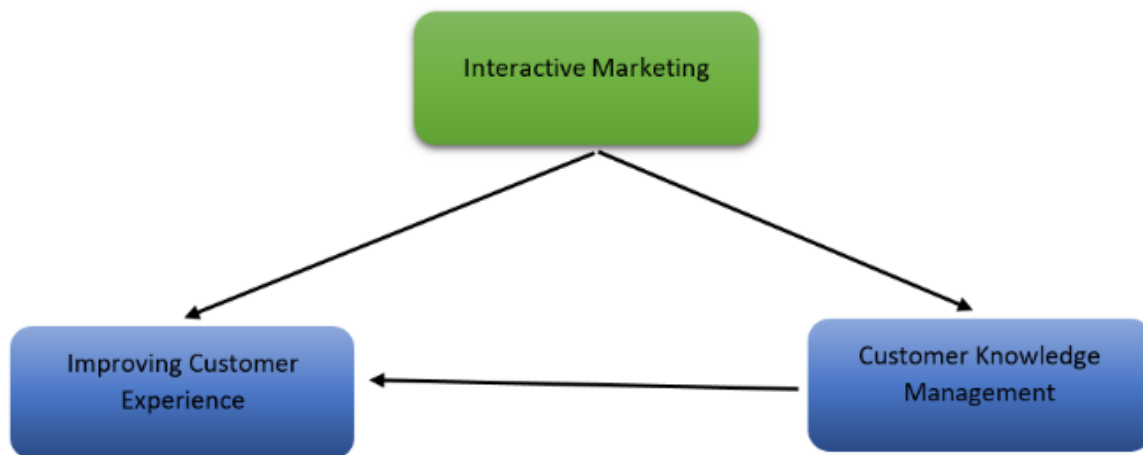 Interactive Marketing
Improving Customer
Experience
Customer Knowledge
Management